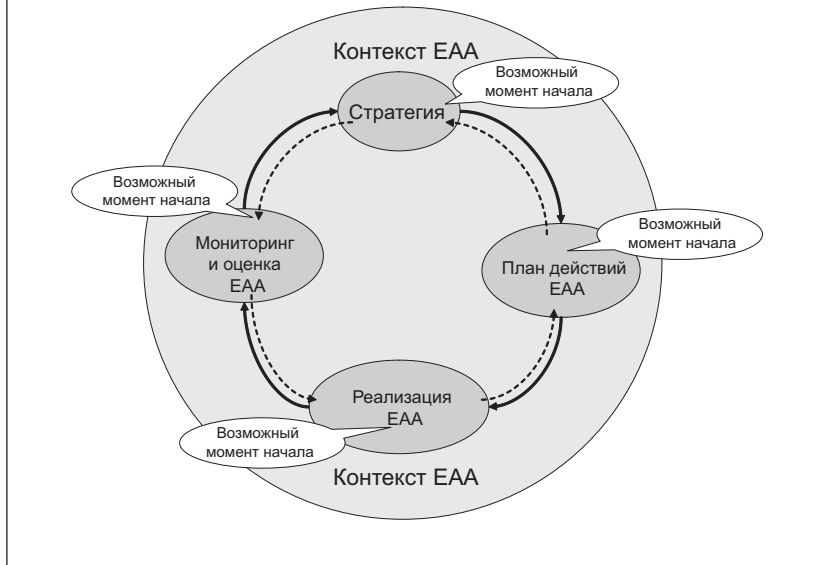 Контекст ЕАА
Возможный
момент начала
Стратегия
Возможный
момент начала
Мониторинг
и оценка
ЕАА
Возможный
момент начала
План действий
ЕАА
Реализация
ЕАА
Возможный
момент начала
Контекст ЕАА